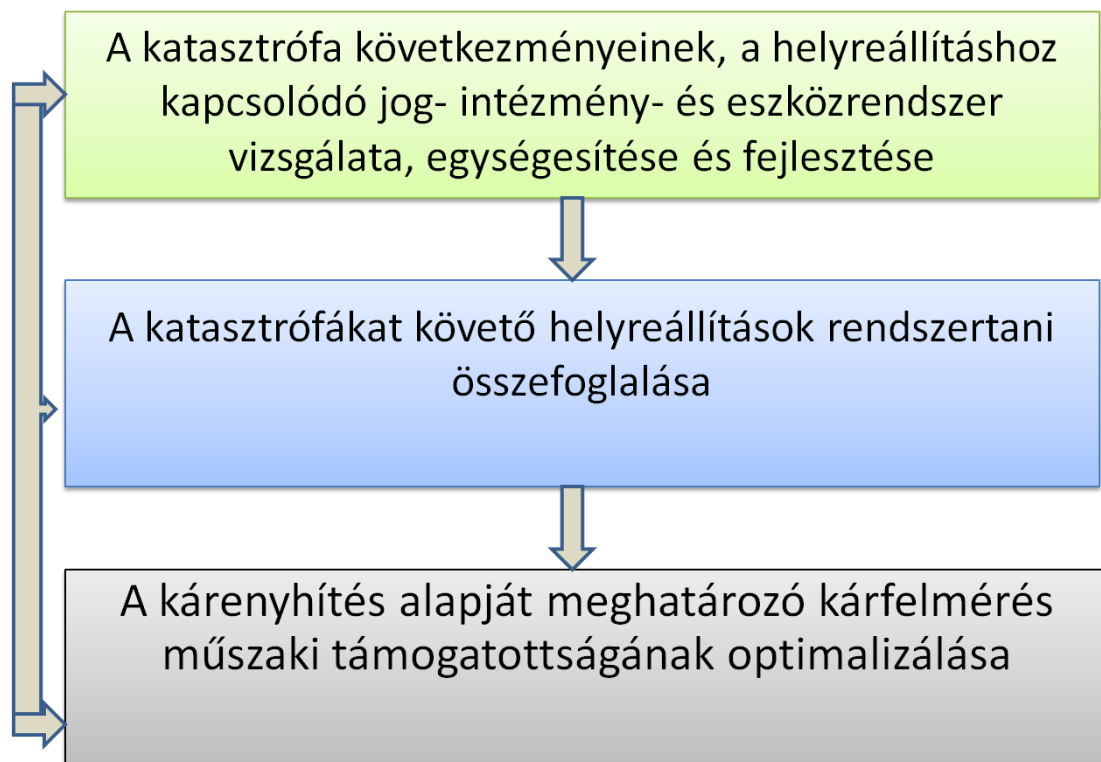 A katasztrófa következményeinek, a helyreállításhoz
kapcsolódó jog- intézmény- és eszközrendszer
vizsgálata, egységesítése és fejlesztése
A katasztrófákat követő helyreállítások rendszertani
összefoglalása
A kárenyhítés alapját meghatározó kárfelmérés
műszaki támogatottságának optimalizálása